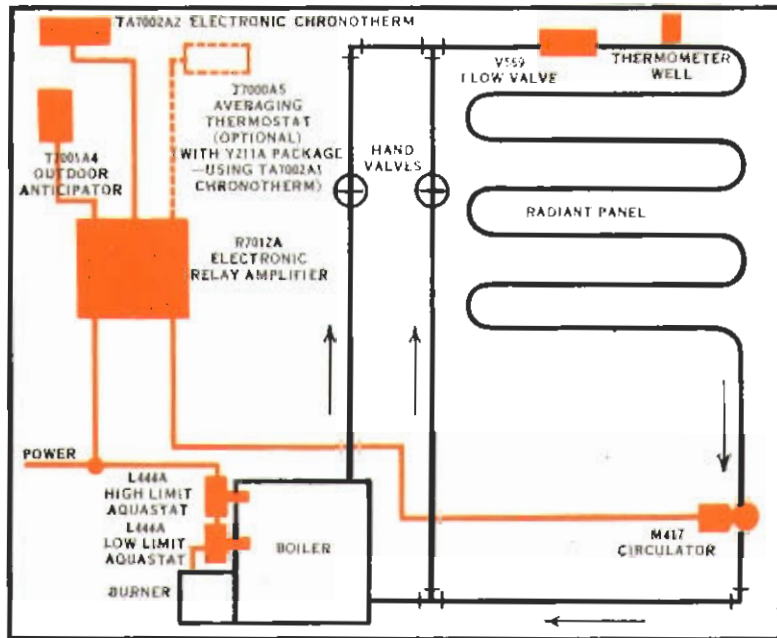 TA7002A2 ELECTRONIC CHRONOTHERM
T7000A5
AVERAGING
THERMOSTAT
(OPTIONAL)
(WITH Y211A PACKAGE
—USING TA7002A1
CHRONOTHERM)
V559
FLOW VALVE
THERMOMETER
WELL
HAND
VALVES
T7001A4
OUTDOOR
ANTICIPATOR
RADIANT PANEL
R7012A
ELECTRONIC
RELAY AMPLIFIER
POWER
L444A
HIGH LIMIT
AQUASTAT
L444A
LOW LIMIT
AQUASTAT
BOILER
BURNER
M417
CIRCULATOR